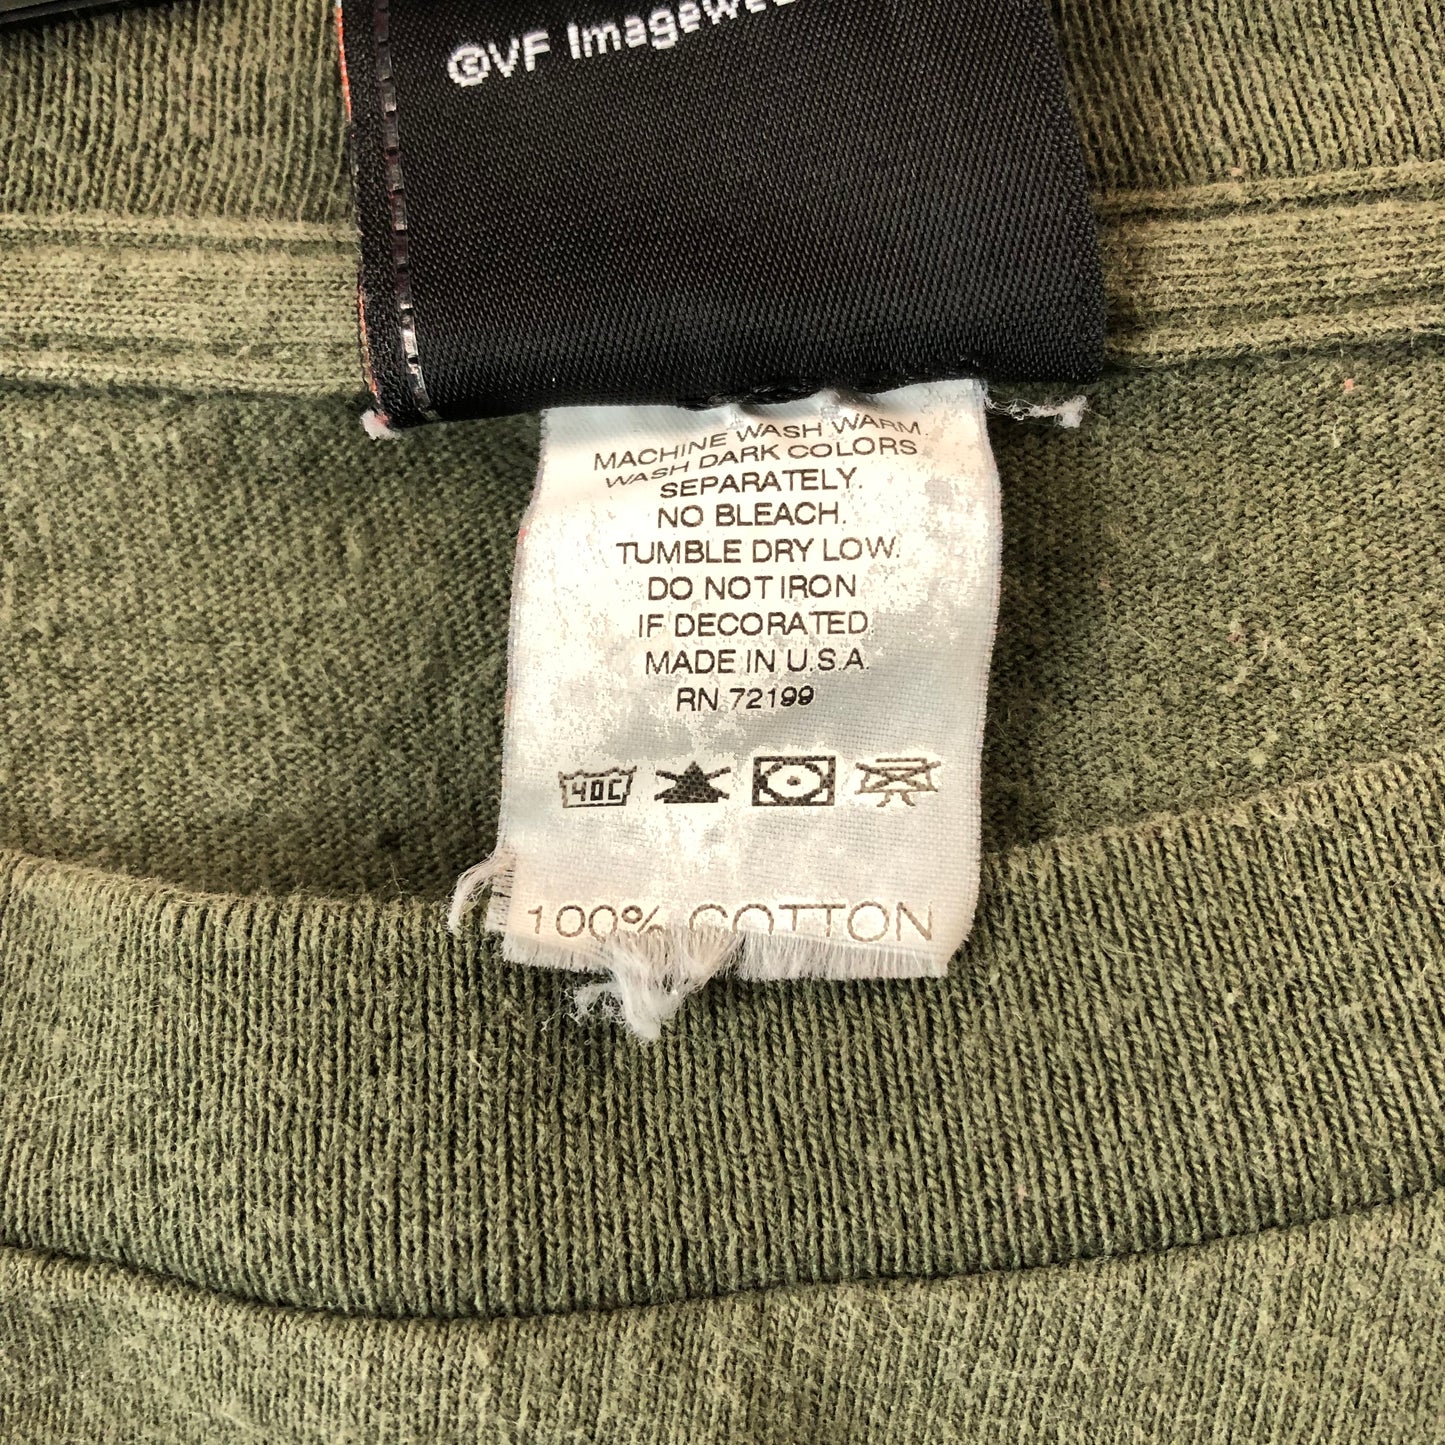 ©VF
MACHINE WASH WARM.
WASH DARK COLORS
SEPARATELY.
NO BLEACH.
TUMBLE DRY LOW.
DO NOT IRON
IF DECORATED
MADE IN U.S.A.
RN 72199
40C
100% COTTON